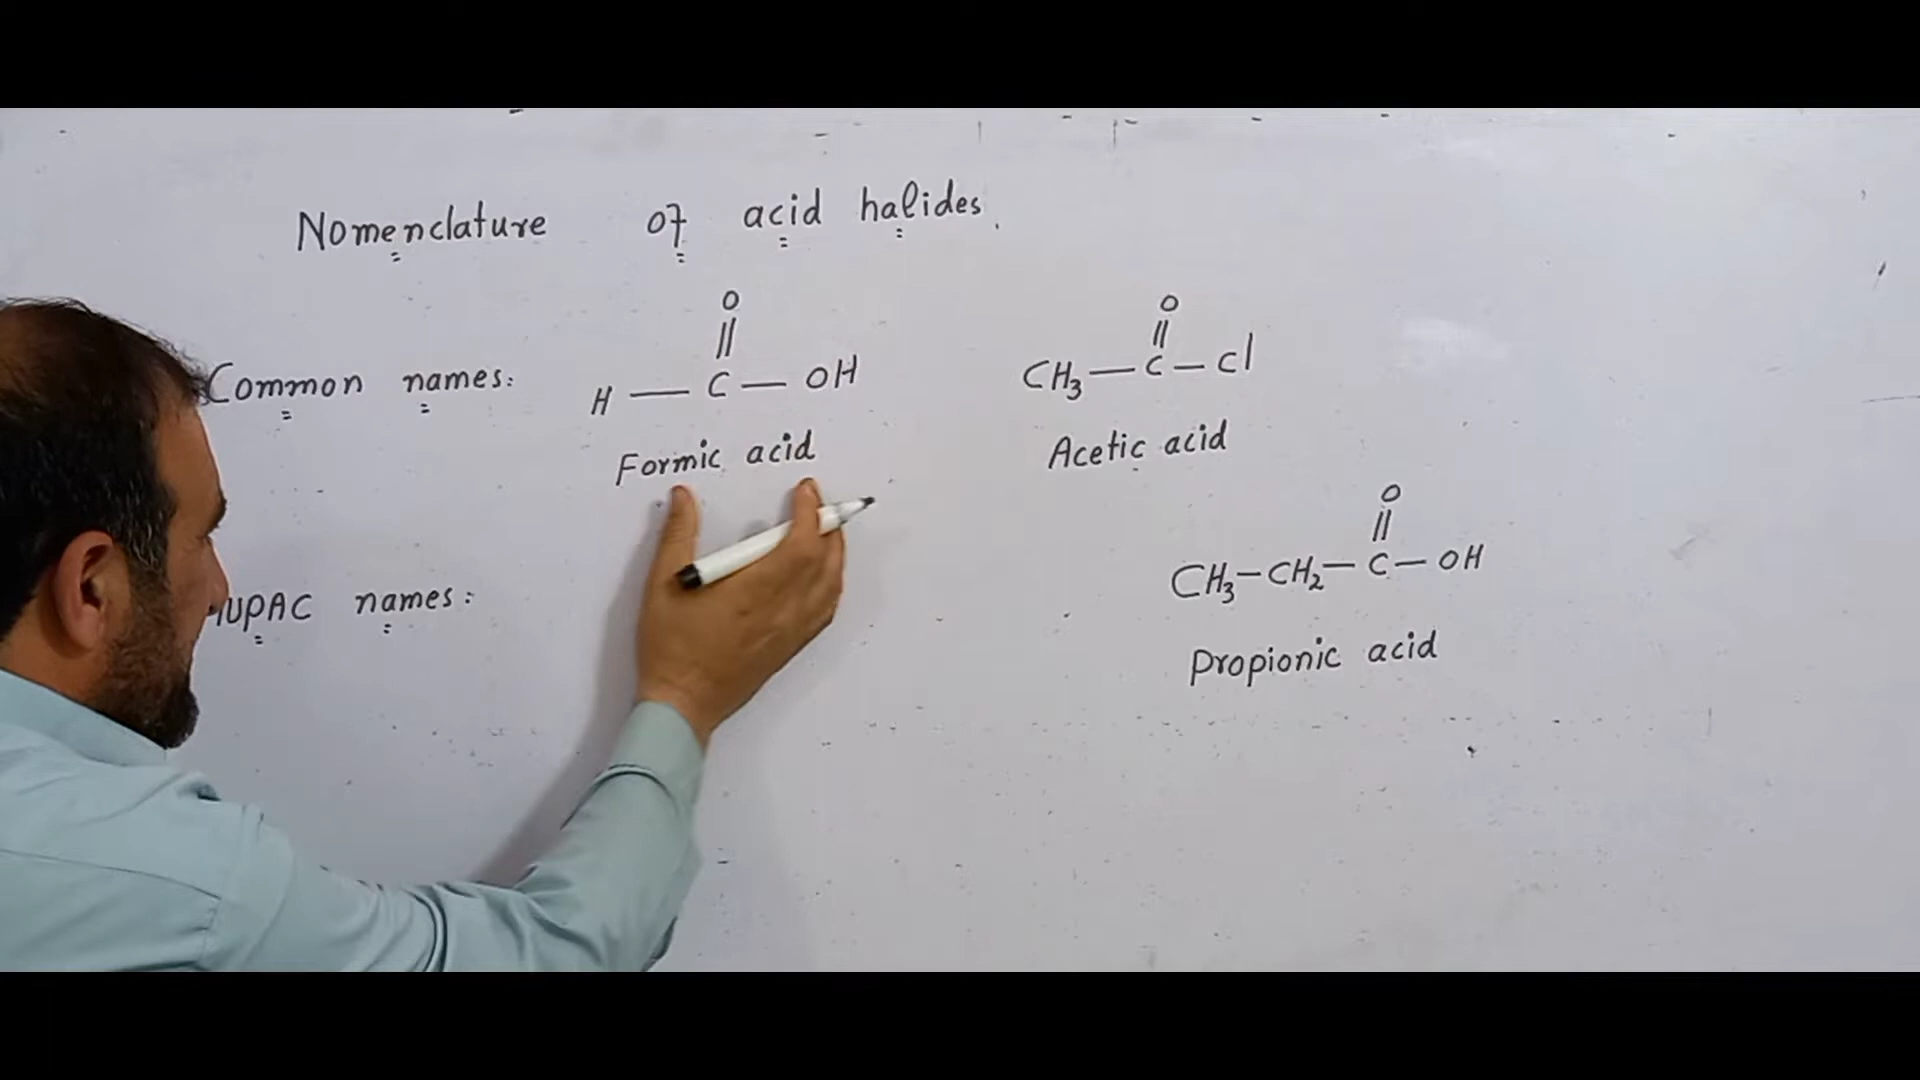 Nomenclature of acid halides.
Common names:
O
||
H — C — OH
Formic acid
O
||
CH₃ — C — Cl
Acetic acid
O
||
CH₃ — CH₂ — C — OH
Propionic acid
IUPAC names: